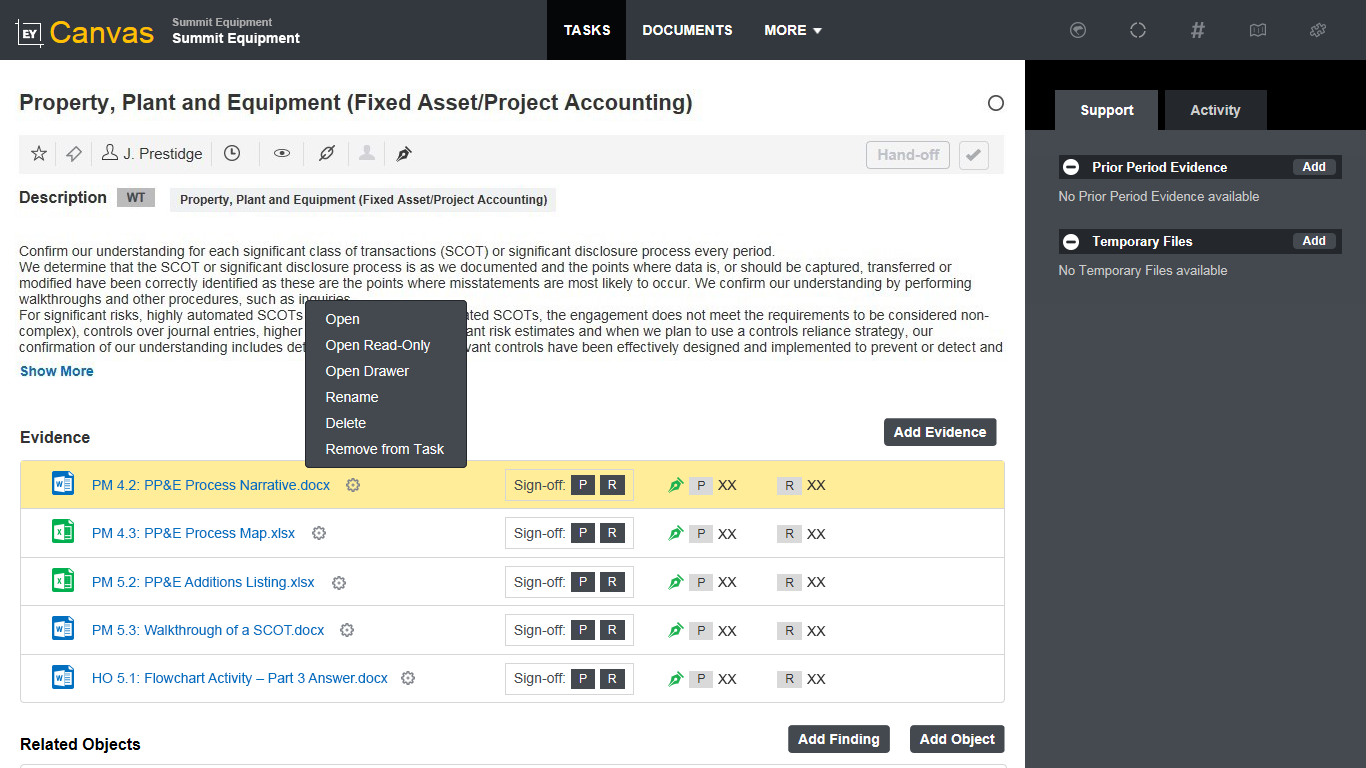 EY Canvas
Summit Equipment
Summit Equipment
TASKS
DOCUMENTS
MORE
#
Property, Plant and Equipment (Fixed Asset/Project Accounting)
J. Prestidge
Hand-off
Description
WT
Property, Plant and Equipment (Fixed Asset/Project Accounting)
Confirm our understanding for each significant class of transactions (SCOT) or significant disclosure process every period.
We determine that the SCOT or significant disclosure process is as we documented and the points where data is, or should be captured, transferred or
modified have been correctly identified as these are the points where misstatements are most likely to occur. We confirm our understanding by performing
walkthroughs and other procedures, such as inquiries.
For significant risks, highly automated SCOTs
SCOTs, the engagement does not meet the requirements to be considered non-
complex), controls over journal entries, higher
risk estimates and when we plan to use a controls reliance strategy, our
confirmation of our understanding includes
controls have been effectively designed and implemented to prevent or detect and
Show More
Open
Open Read-Only
Open Drawer
Rename
Delete
Remove from Task
Evidence
Add Evidence
PM 4.2: PP&E Process Narrative.docx
Sign-off: P R
P XX
R XX
PM 4.3: PP&E Process Map.xlsx
Sign-off: P R
P XX
R XX
PM 5.2: PP&E Additions Listing.xlsx
Sign-off: P R
P XX
R XX
PM 5.3: Walkthrough of a SCOT.docx
Sign-off: P R
P XX
R XX
HO 5.1: Flowchart Activity – Part 3 Answer.docx
Sign-off: P R
P XX
R XX
Related Objects
Add Finding
Add Object
Support
Activity
Prior Period Evidence
Add
No Prior Period Evidence available
Temporary Files
Add
No Temporary Files available